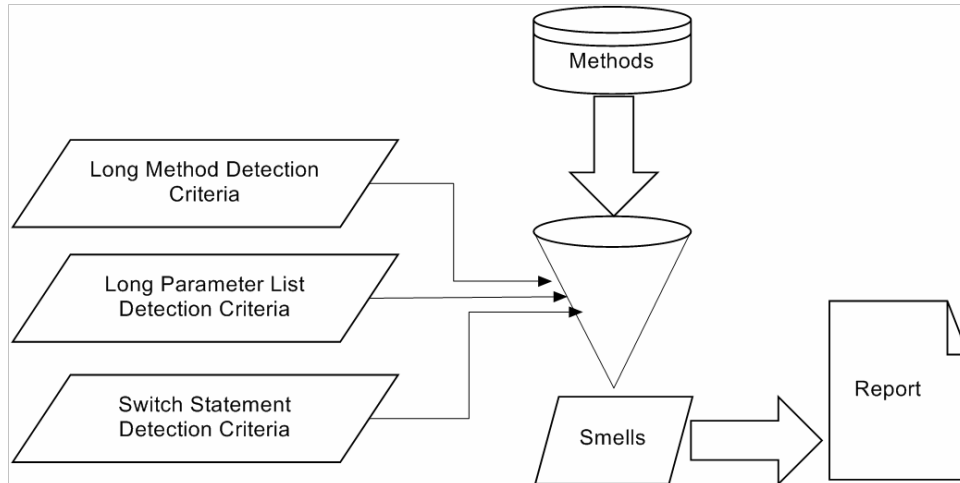 Methods
Long Method Detection
Criteria
Long Parameter List
Detection Criteria
Switch Statement
Detection Criteria
Smells
Report